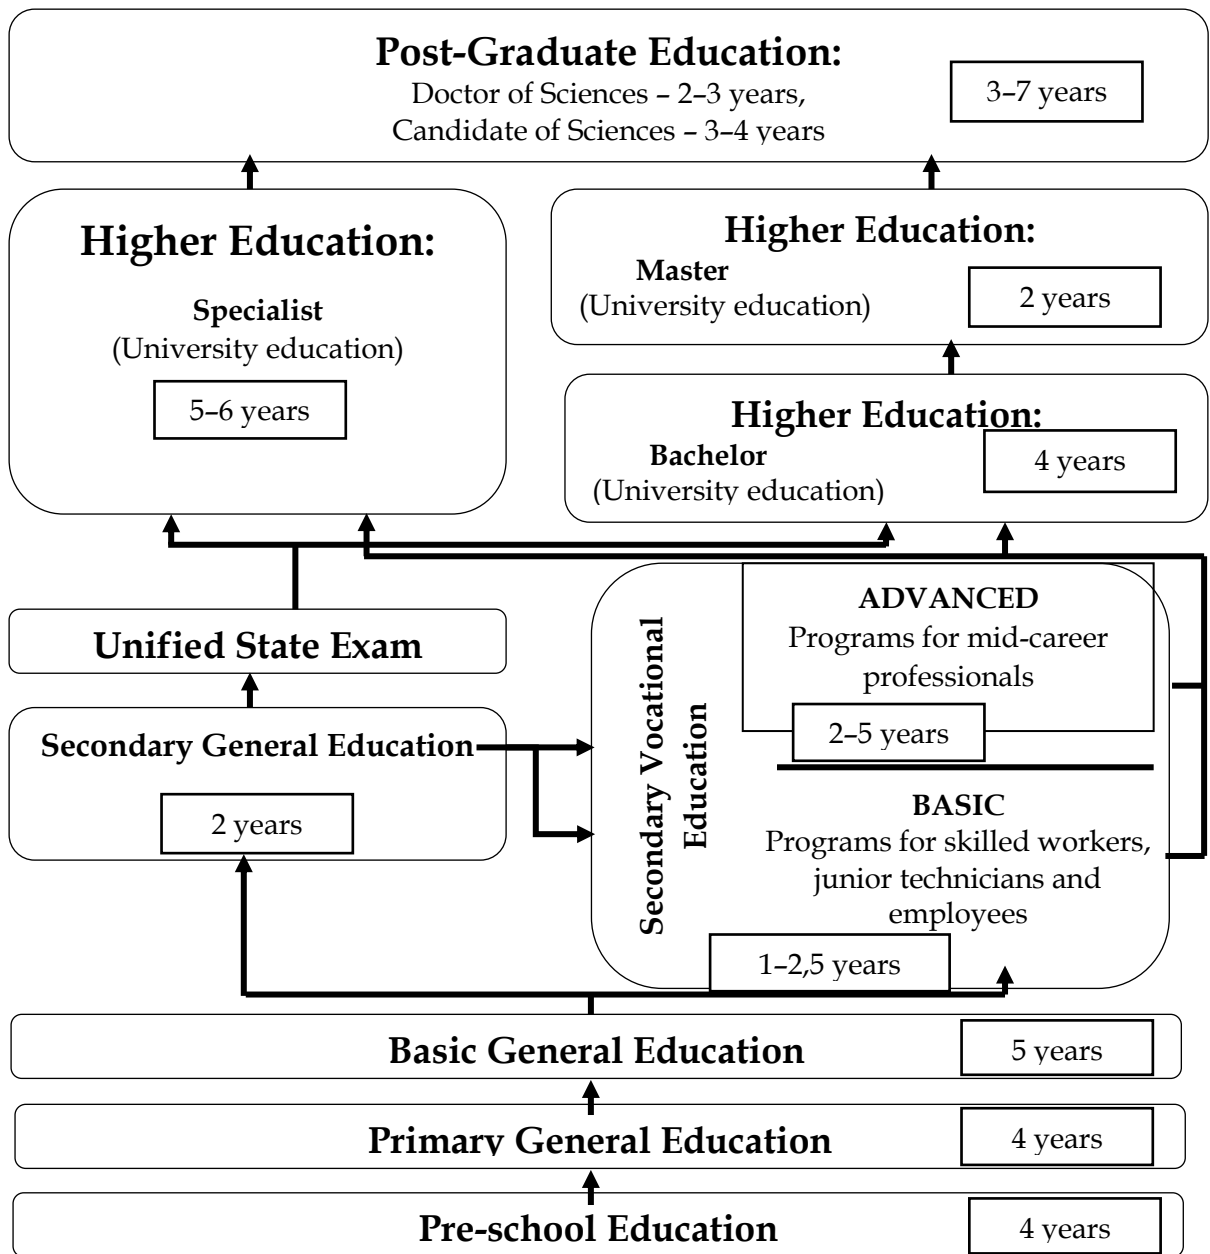 Post-Graduate Education:
Doctor of Sciences – 2–3 years,
Candidate of Sciences – 3–4 years
3–7 years
Higher Education:
Specialist
(University education)
5–6 years
Higher Education:
Master
(University education)
2 years
Higher Education:
Bachelor
(University education)
4 years
Unified State Exam
Secondary General Education
2 years
Secondary Vocational
Education
ADVANCED
Programs for mid-career
professionals
2–5 years
BASIC
Programs for skilled workers,
junior technicians and
employees
1–2,5 years
Basic General Education
5 years
Primary General Education
4 years
Pre-school Education
4 years